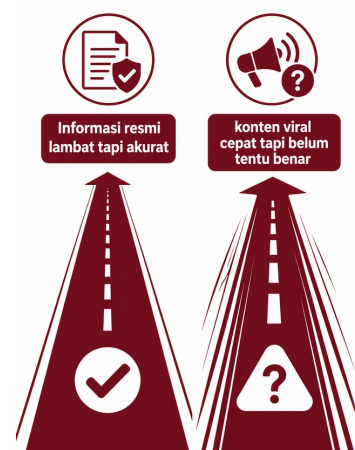 Informasi resmi
lambat tapi akurat
konten viral
cepat tapi belum
tentu benar
?
?